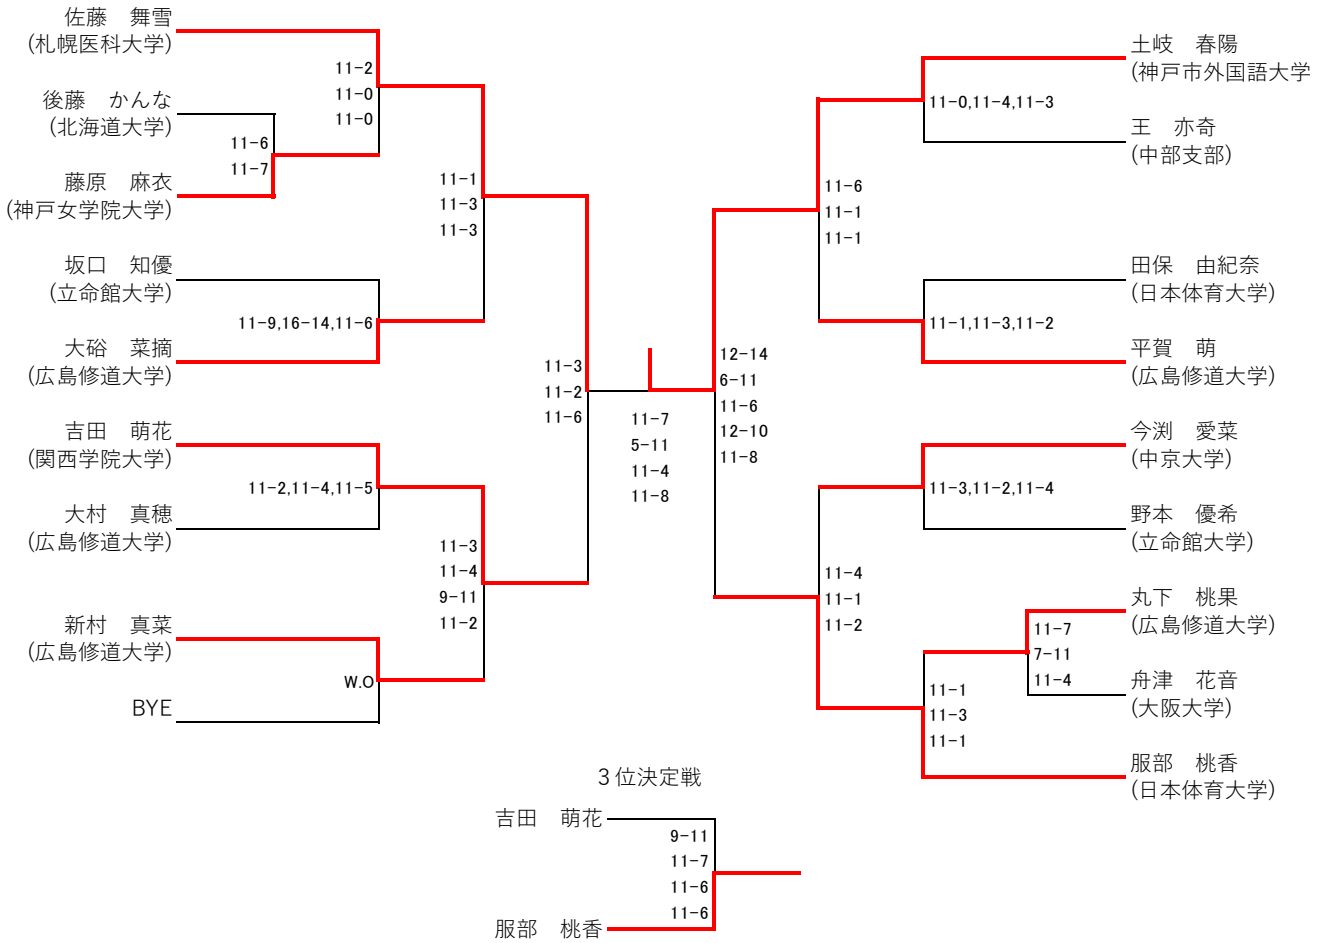 佐藤　舞雪
(札幌医科大学)
11-2
11-0
11-0
後藤　かんな
(北海道大学)
11-6
11-7
藤原　麻衣
(神戸女学院大学)
11-1
11-3
11-3
坂口　知優
(立命館大学)
11-9,16-14,11-6
大硲　菜摘
(広島修道大学)
11-3
11-2
11-6
吉田　萌花
(関西学院大学)
11-2,11-4,11-5
大村　真穂
(広島修道大学)
11-3
11-4
9-11
11-2
新村　真菜
(広島修道大学)
W.O
BYE
11-7
5-11
11-4
11-8
土岐　春陽
(神戸市外国語大学
11-0,11-4,11-3
王　亦奇
(中部支部)
11-6
11-1
11-1
田保　由紀奈
(日本体育大学)
11-1,11-3,11-2
平賀　萌
(広島修道大学)
12-14
6-11
11-6
12-10
11-8
今渕　愛菜
(中京大学)
11-3,11-2,11-4
野本　優希
(立命館大学)
11-4
11-1
11-2
丸下　桃果
(広島修道大学)
11-7
7-11
11-4
舟津　花音
(大阪大学)
11-1
11-3
11-1
服部　桃香
(日本体育大学)
３位決定戦
吉田　萌花
9-11
11-7
11-6
11-6
服部　桃香